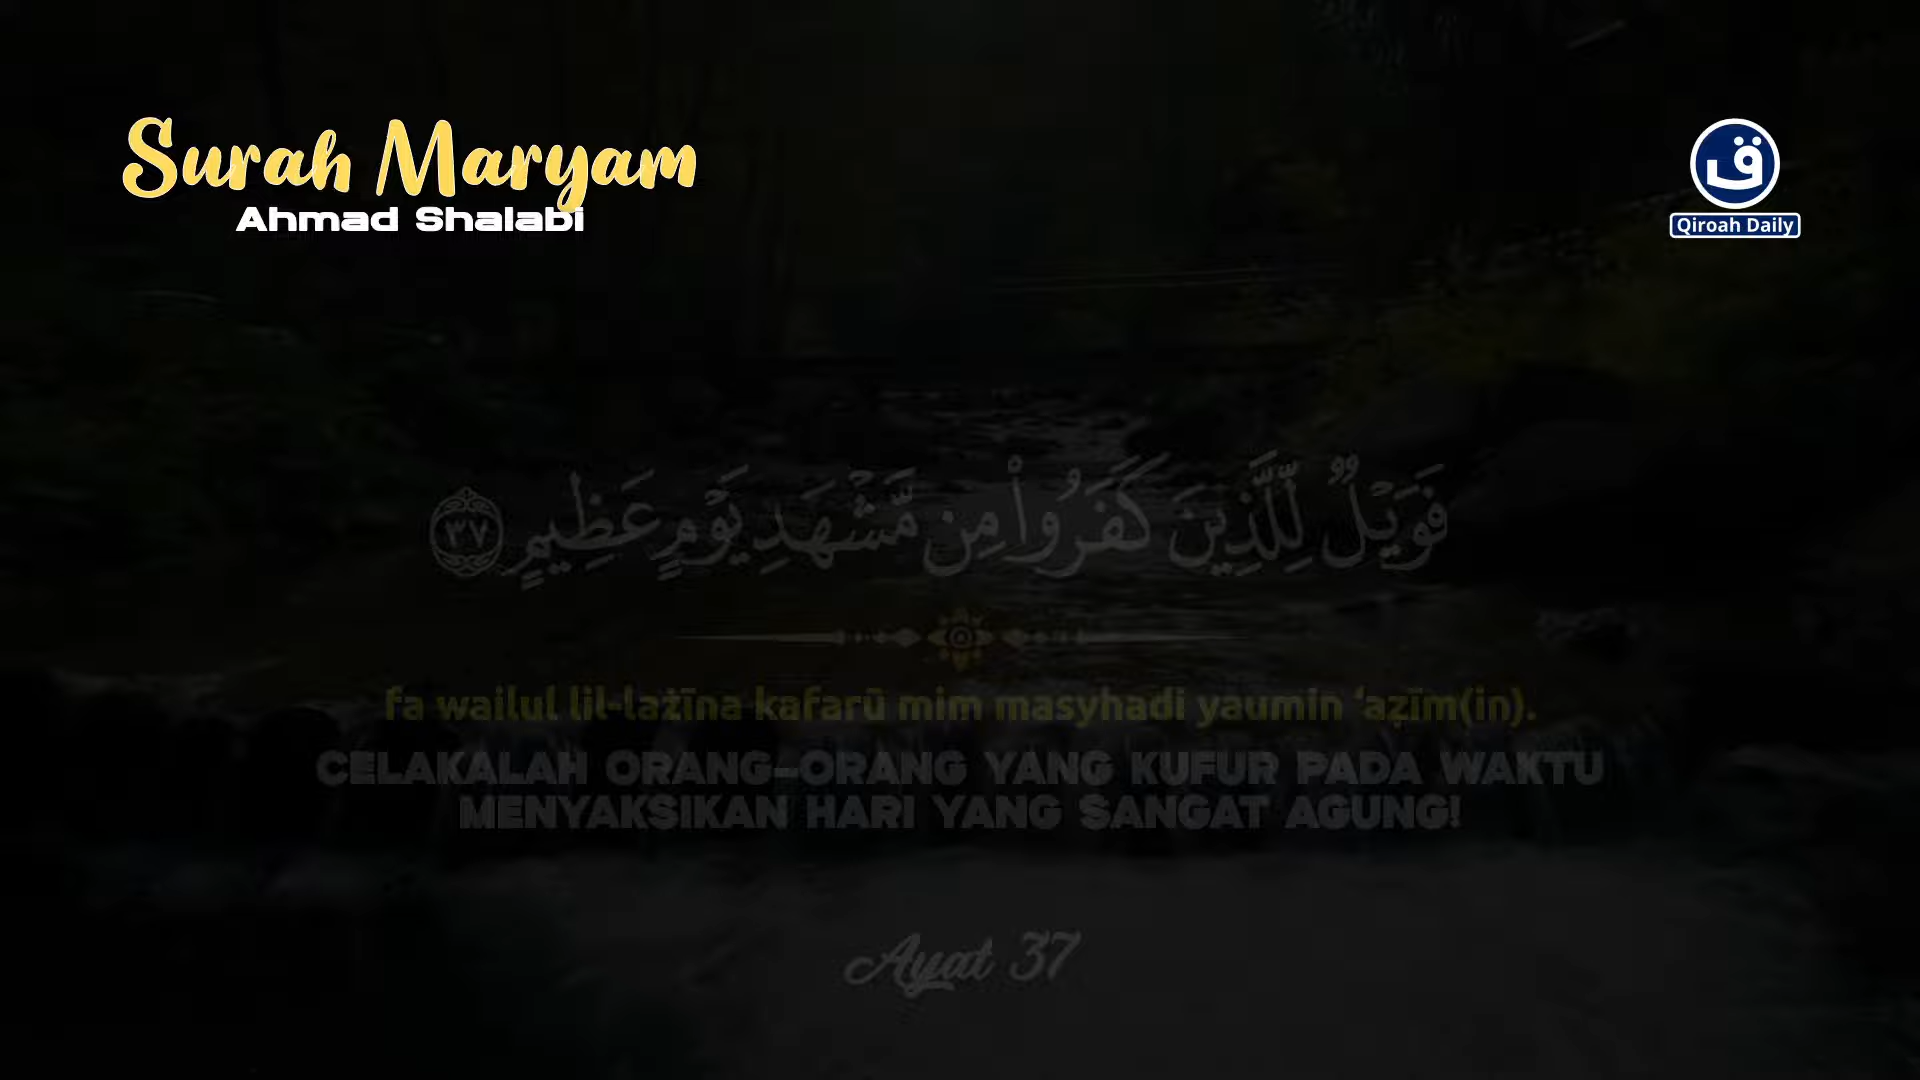 Surah Maryam
Ahmad Shalabi
ق
Qiroah Daily
فَوَيْلٌ لِّلَّذِينَ كَفَرُوا۟ مِن مَّشْهَدِ يَوْمٍ عَظِيمٍ ٣٧
fa wailul lil-lażīna kafarū mim masyhadi yaumin ‘aẓīm(in).
CELAKALAH ORANG-ORANG YANG KUFUR PADA WAKTU
MENYAKSIKAN HARI YANG SANGAT AGUNG!
Ayat 37